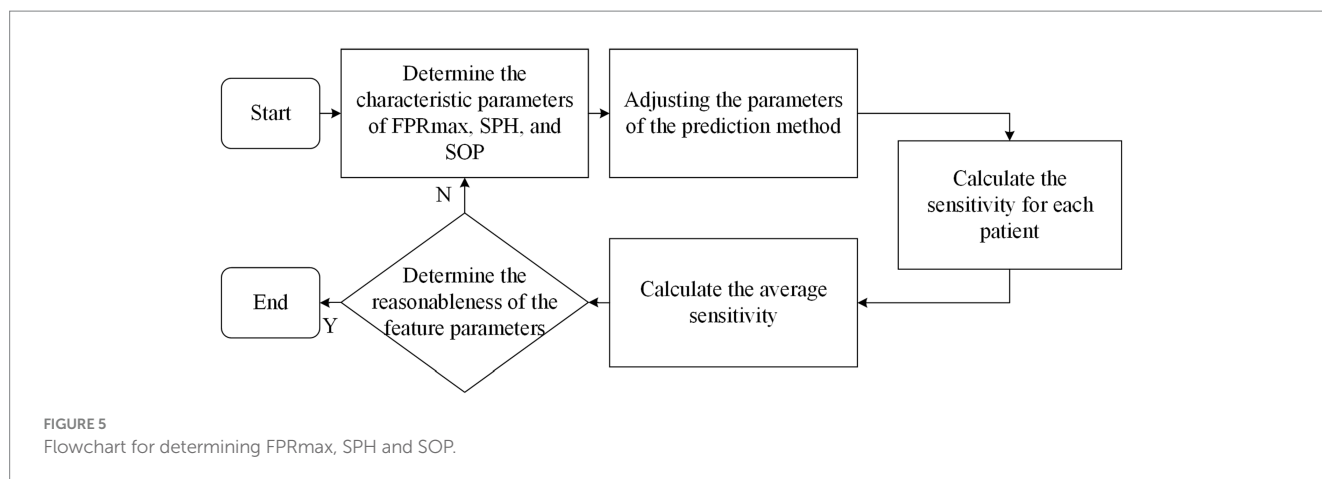 Start
Determine the
characteristic parameters
of FPRmax, SPH, and
SOP
Adjusting the parameters
of the prediction method
Calculate the
sensitivity for each
patient
Calculate the average
sensitivity
Determine the
reasonableness of the
feature parameters
N
Y
End
FIGURE 5
Flowchart for determining FPRmax, SPH and SOP.